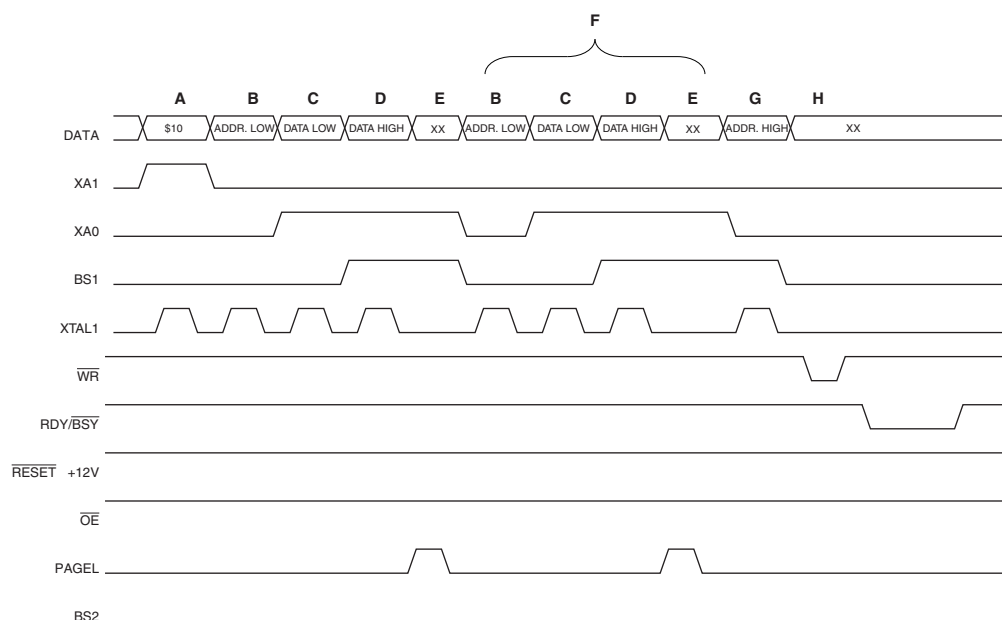 F
A B C D E B C D E G H
DATA $10 ADDR. LOW DATA LOW DATA HIGH XX ADDR. LOW DATA LOW DATA HIGH XX ADDR. HIGH XX
XA1
XA0
BS1
XTAL1
WR
RDY/BSY
RESET +12V
OE
PAGEL
BS2